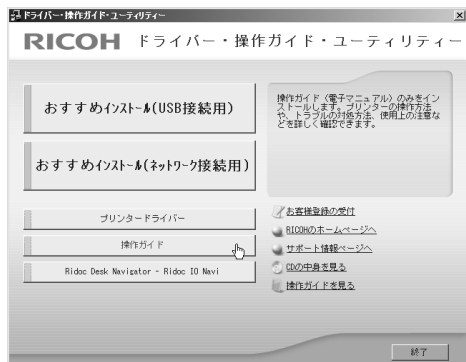 ドライバー・操作ガイド・ユーティリティー
RICOH ドライバー・操作ガイド・ユーティリティー
おすすめインストール(USB接続用)
おすすめインストール(ネットワーク接続用)
プリンタードライバー
操作ガイド
Ridoc Desk Navigator - Ridoc IO Navi
操作ガイド（電子マニュアル）のみをイン
ストールします。プリンターの操作方法
や、トラブルの対処方法、使用上の注意な
どを詳しく確認できます。
お客様登録の受付
RICOHのホームページへ
サポート情報ページへ
CDの中身を見る
操作ガイドを見る
終了